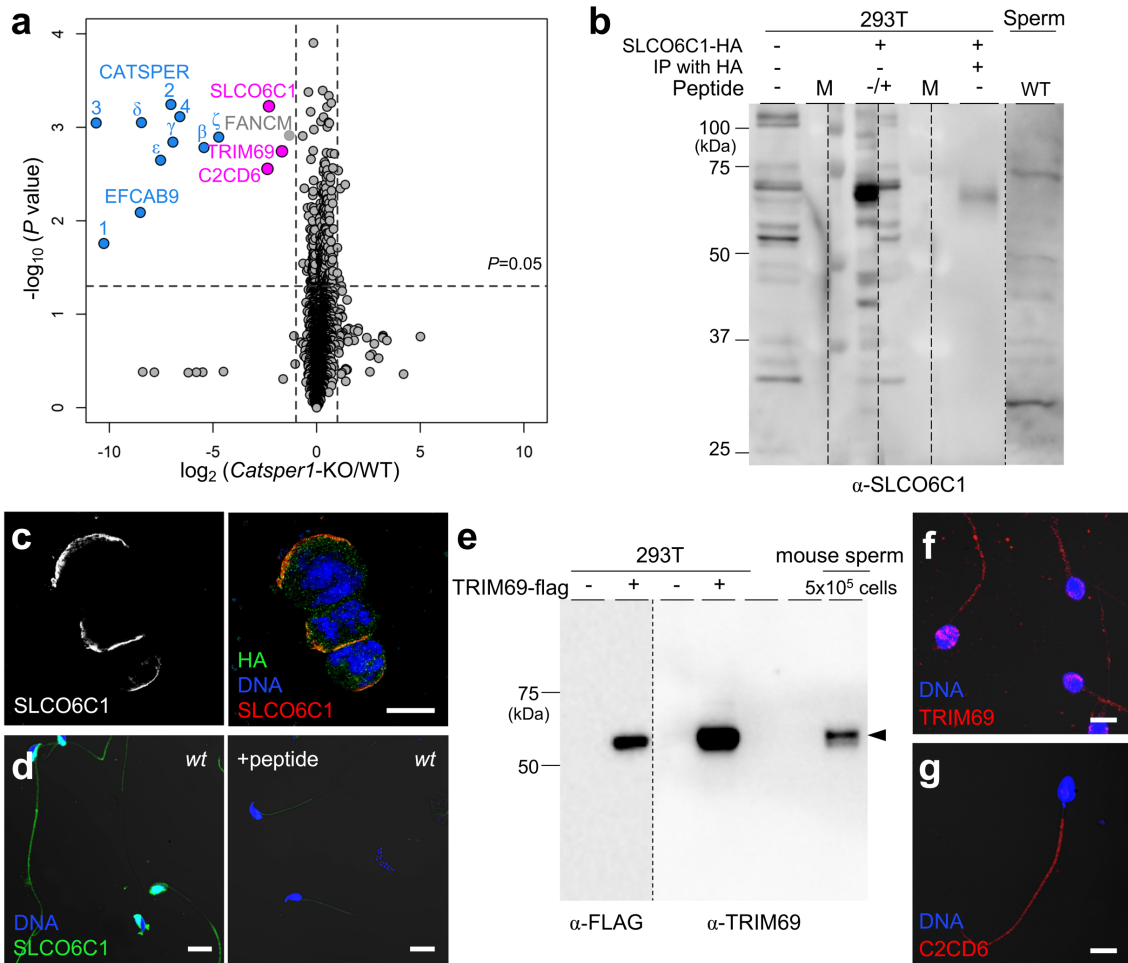 a
4
3
2
1
0
-log10 (P value)
-10
-5
0
5
10
log2 (Catsper1-KO/WT)
CATSPER
1
2
3
4
δ
γ
ε
β
ζ
EFCAB9
SLCO6C1
FANCM
TRIM69
C2CD6
P=0.05
b
293T
Sperm
SLCO6C1-HA - + +
IP with HA - - +
Peptide - M -/+ M - WT
100
(kDa)
75
50
37
25
α-SLCO6C1
c
SLCO6C1
HA
DNA
SLCO6C1
d
wt
DNA
SLCO6C1
+peptide
wt
e
293T
mouse sperm
TRIM69-flag - + - + 5x10⁵ cells
75
(kDa)
50
α-FLAG
α-TRIM69
f
DNA
TRIM69
g
DNA
C2CD6